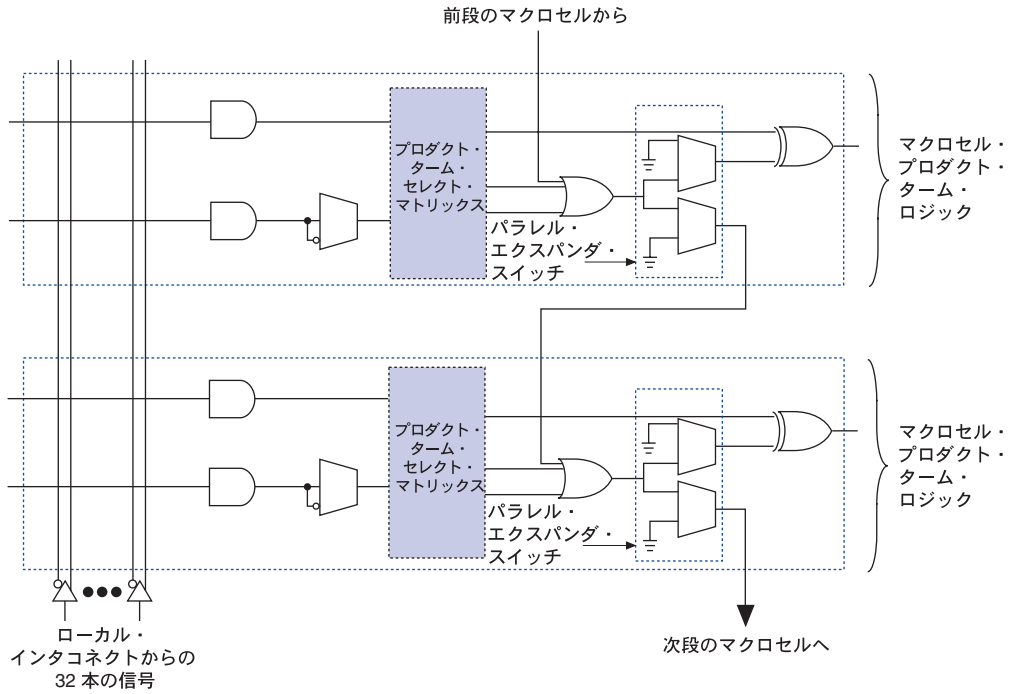 前段のマクロセルから
プロダクト・
ターム・
セレクト・
マトリックス
パラレル・
エクスパンダ・
スイッチ
マクロセル・
プロダクト・
ターム・
ロジック
プロダクト・
ターム・
セレクト・
マトリックス
パラレル・
エクスパンダ・
スイッチ
マクロセル・
プロダクト・
ターム・
ロジック
ローカル・
インタコネクトからの
32 本の信号
次段のマクロセルへ